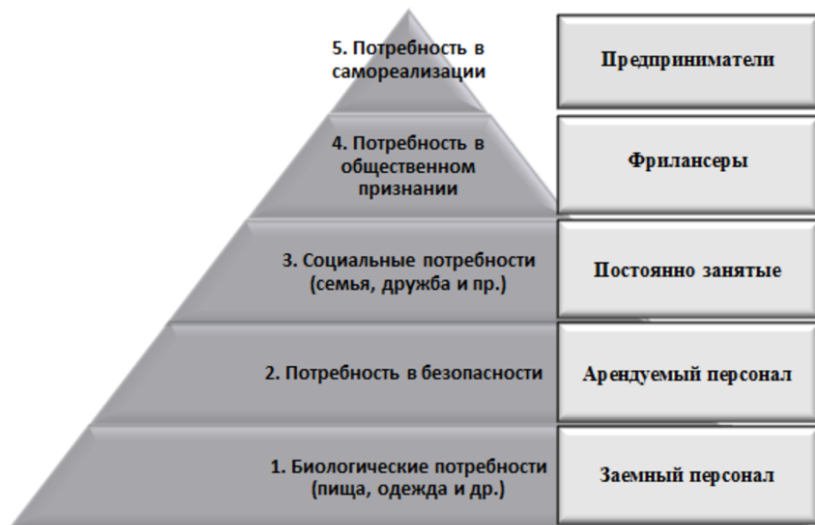 5. Потребность в
самореализации
Предприниматели
4. Потребность в
общественном
признании
Фрилансеры
3. Социальные потребности
(семья, дружба и пр.)
Постоянно занятые
2. Потребность в безопасности
Арендуемый персонал
1. Биологические потребности
(пища, одежда и др.)
Заемный персонал